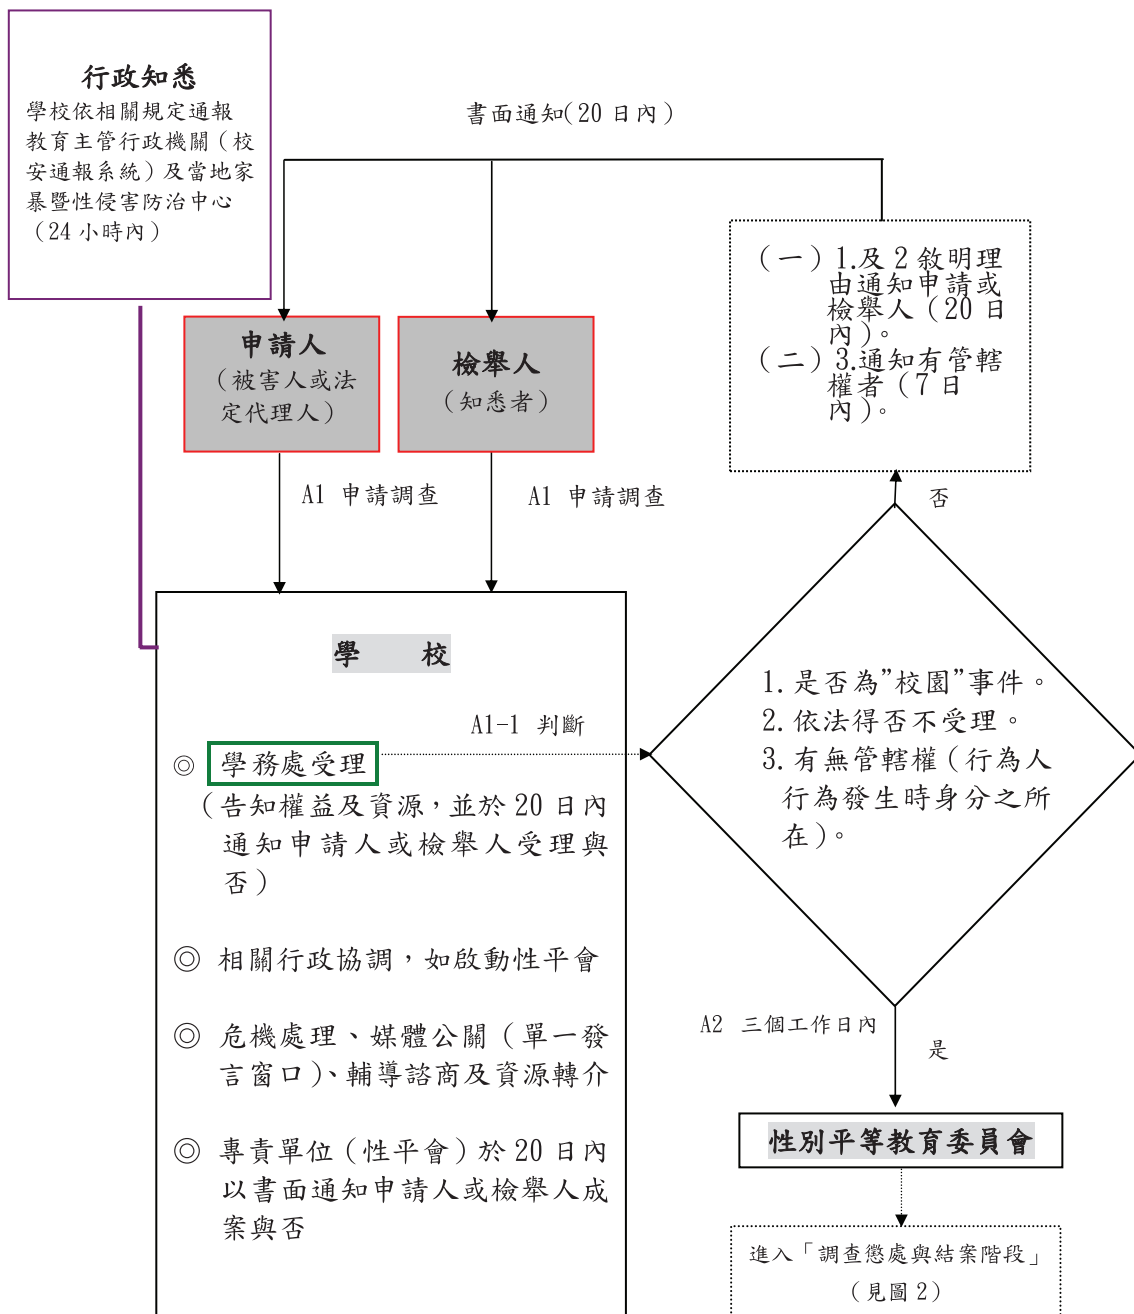 行政知悉
學校依相關規定通報
教育主管行政機關（校
安通報系統）及當地家
暴暨性侵害防治中心
（24 小時內）
書面通知(20 日內）
（一）1.及 2 敘明理
由通知申請或
檢舉人（20 日
內）。
（二）3.通知有管轄
權者（7 日
內）。
申請人
（被害人或法
定代理人）
檢舉人
（知悉者）
A1 申請調查
A1 申請調查
否
學 校
A1-1 判斷
◎ 學務處受理
（告知權益及資源，並於 20 日內
通知申請人或檢舉人受理與
否）
◎ 相關行政協調，如啟動性平會
◎ 危機處理、媒體公關（單一發
言窗口）、輔導諮商及資源轉介
◎ 專責單位（性平會）於 20 日內
以書面通知申請人或檢舉人成
案與否
1. 是否為”校園”事件。
2. 依法得否不受理。
3. 有無管轄權（行為人
行為發生時身分之所
在）。
A2 三個工作日內
是
性別平等教育委員會
進入「調查懲處與結案階段」
（見圖 2）